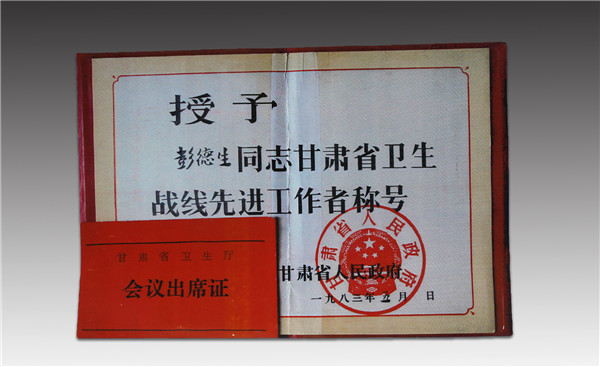 授予
彭德生同志甘肃省卫生
战线先进工作者称号
甘肃省人民政府
一九八三年五月 日
甘肃省人民政府
甘肃省卫生厅
会议出席证